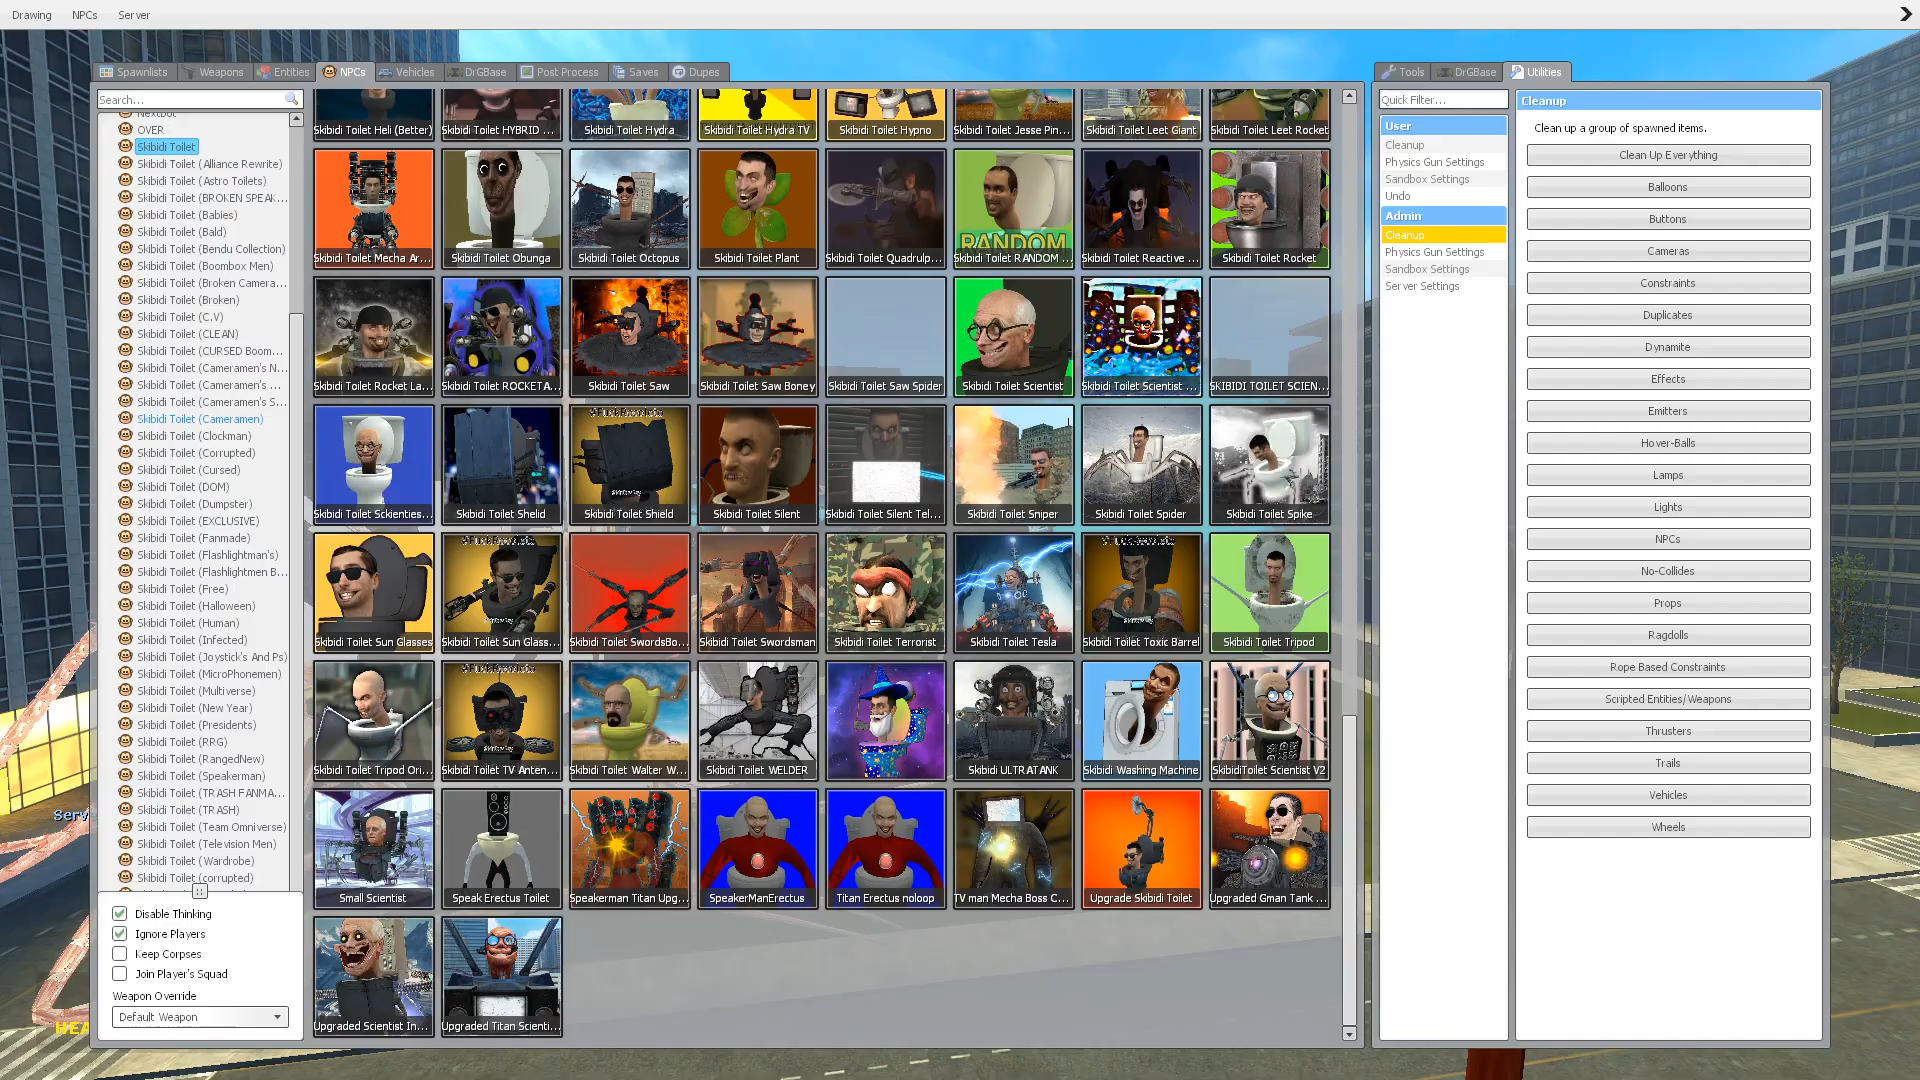 Drawing NPCs Server
Spawnlists Weapons Entities NPCs Vehicles DrGBase Post Process Saves Dupes
Tools DrGBase Utilities
Search...
Nextbot
OVER
Skibidi Toilet
Skibidi Toilet (Alliance Rewrite)
Skibidi Toilet (Astro Toilets)
Skibidi Toilet (BROKEN SPEAK...
Skibidi Toilet (Babies)
Skibidi Toilet (Bald)
Skibidi Toilet (Bendu Collection)
Skibidi Toilet (Boombox Men)
Skibidi Toilet (Broken Camera...
Skibidi Toilet (Broken)
Skibidi Toilet (C.V)
Skibidi Toilet (CLEAN)
Skibidi Toilet (CURSED Boom...
Skibidi Toilet (Cameramen's N...
Skibidi Toilet (Cameramen's ...
Skibidi Toilet (Cameramen's S...
Skibidi Toilet (Cameramen)
Skibidi Toilet (Clockman)
Skibidi Toilet (Corrupted)
Skibidi Toilet (Cursed)
Skibidi Toilet (DOM)
Skibidi Toilet (Dumpster)
Skibidi Toilet (EXCLUSIVE)
Skibidi Toilet (Fanmade)
Skibidi Toilet (Flashlightman's)
Skibidi Toilet (Flashlightmen B...
Skibidi Toilet (Free)
Skibidi Toilet (Halloween)
Skibidi Toilet (Human)
Skibidi Toilet (Infected)
Skibidi Toilet (Joystick's And Ps)
Skibidi Toilet (MicroPhonemen)
Skibidi Toilet (Multiverse)
Skibidi Toilet (New Year)
Skibidi Toilet (Presidents)
Skibidi Toilet (RRG)
Skibidi Toilet (RangedNew)
Skibidi Toilet (Speakerman)
Skibidi Toilet (TRASH FANMA...
Skibidi Toilet (TRASH)
Skibidi Toilet (Team Omniverse)
Skibidi Toilet (Television Men)
Skibidi Toilet (Wardrobe)
Skibidi Toilet (corrupted)
Disable Thinking
Ignore Players
Keep Corpses
Join Player's Squad
Weapon Override
Default Weapon
Serv
HEA
Skibidi Toilet Heli (Better) Skibidi Toilet HYBRID ... Skibidi Toilet Hydra Skibidi Toilet Hydra TV Skibidi Toilet Hypno Skibidi Toilet Jesse Pin... Skibidi Toilet Leet Giant Skibidi Toilet Leet Rocket
RANDOM
Skibidi Toilet Mecha Ar... Skibidi Toilet Obunga Skibidi Toilet Octopus Skibidi Toilet Plant Skibidi Toilet Quadrulp... Skibidi Toilet RANDOM ... Skibidi Toilet Reactive ... Skibidi Toilet Rocket
Skibidi Toilet Rocket La... Skibidi Toilet ROCKETA... Skibidi Toilet Saw Skibidi Toilet Saw Boney Skibidi Toilet Saw Spider Skibidi Toilet Scientist Skibidi Toilet Scientist ... SKIBIDI TOILET SCIEN...
Skibidi Toilet Sckienties... Skibidi Toilet Shelid Skibidi Toilet Shield Skibidi Toilet Silent Skibidi Toilet Silent Tel... Skibidi Toilet Sniper Skibidi Toilet Spider Skibidi Toilet Spike
Skibidi Toilet Sun Glasses Skibidi Toilet Sun Glass... Skibidi Toilet SwordsBo... Skibidi Toilet Swordsman Skibidi Toilet Terrorist Skibidi Toilet Tesla Skibidi Toilet Toxic Barrel Skibidi Toilet Tripod
Skibidi Toilet Tripod Ori... Skibidi Toilet TV Anten... Skibidi Toilet Walter W... Skibidi Toilet WELDER Skibidi ULTRATANK Skibidi Washing Machine SkibidiToilet Scientist V2
Small Scientist Speak Erectus Toilet Speakerman Titan Upg... SpeakerManErectus Titan Erectus noloop TV man Mecha Boss C... Upgrade Skibidi Toilet Upgraded Gman Tank ...
Upgraded Scientist In... Upgraded Titan Scienti...
Quick Filter...
User
Cleanup
Physics Gun Settings
Sandbox Settings
Undo
Admin
Cleanup
Physics Gun Settings
Sandbox Settings
Server Settings
Cleanup
Clean up a group of spawned items.
Clean Up Everything
Balloons
Buttons
Cameras
Constraints
Duplicates
Dynamite
Effects
Emitters
Hover-Balls
Lamps
Lights
NPCs
No-Collides
Props
Ragdolls
Rope Based Constraints
Scripted Entities/Weapons
Thrusters
Trails
Vehicles
Wheels